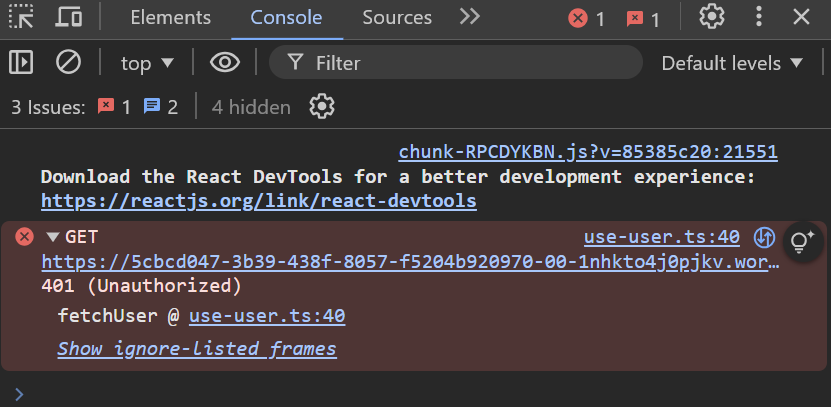 Elements Console Sources 1 1
top Filter Default levels
3 Issues: 1 2 4 hidden
chunk-RPCDYKBN.js?v=85385c20:21551
Download the React DevTools for a better development experience:
https://reactjs.org/link/react-devtools
GET use-user.ts:40
https://5cbcd047-3b39-438f-8057-f5204b920970-00-1nhkto4j0pjkv.wor…
401 (Unauthorized)
fetchUser @ use-user.ts:40
Show ignore-listed frames